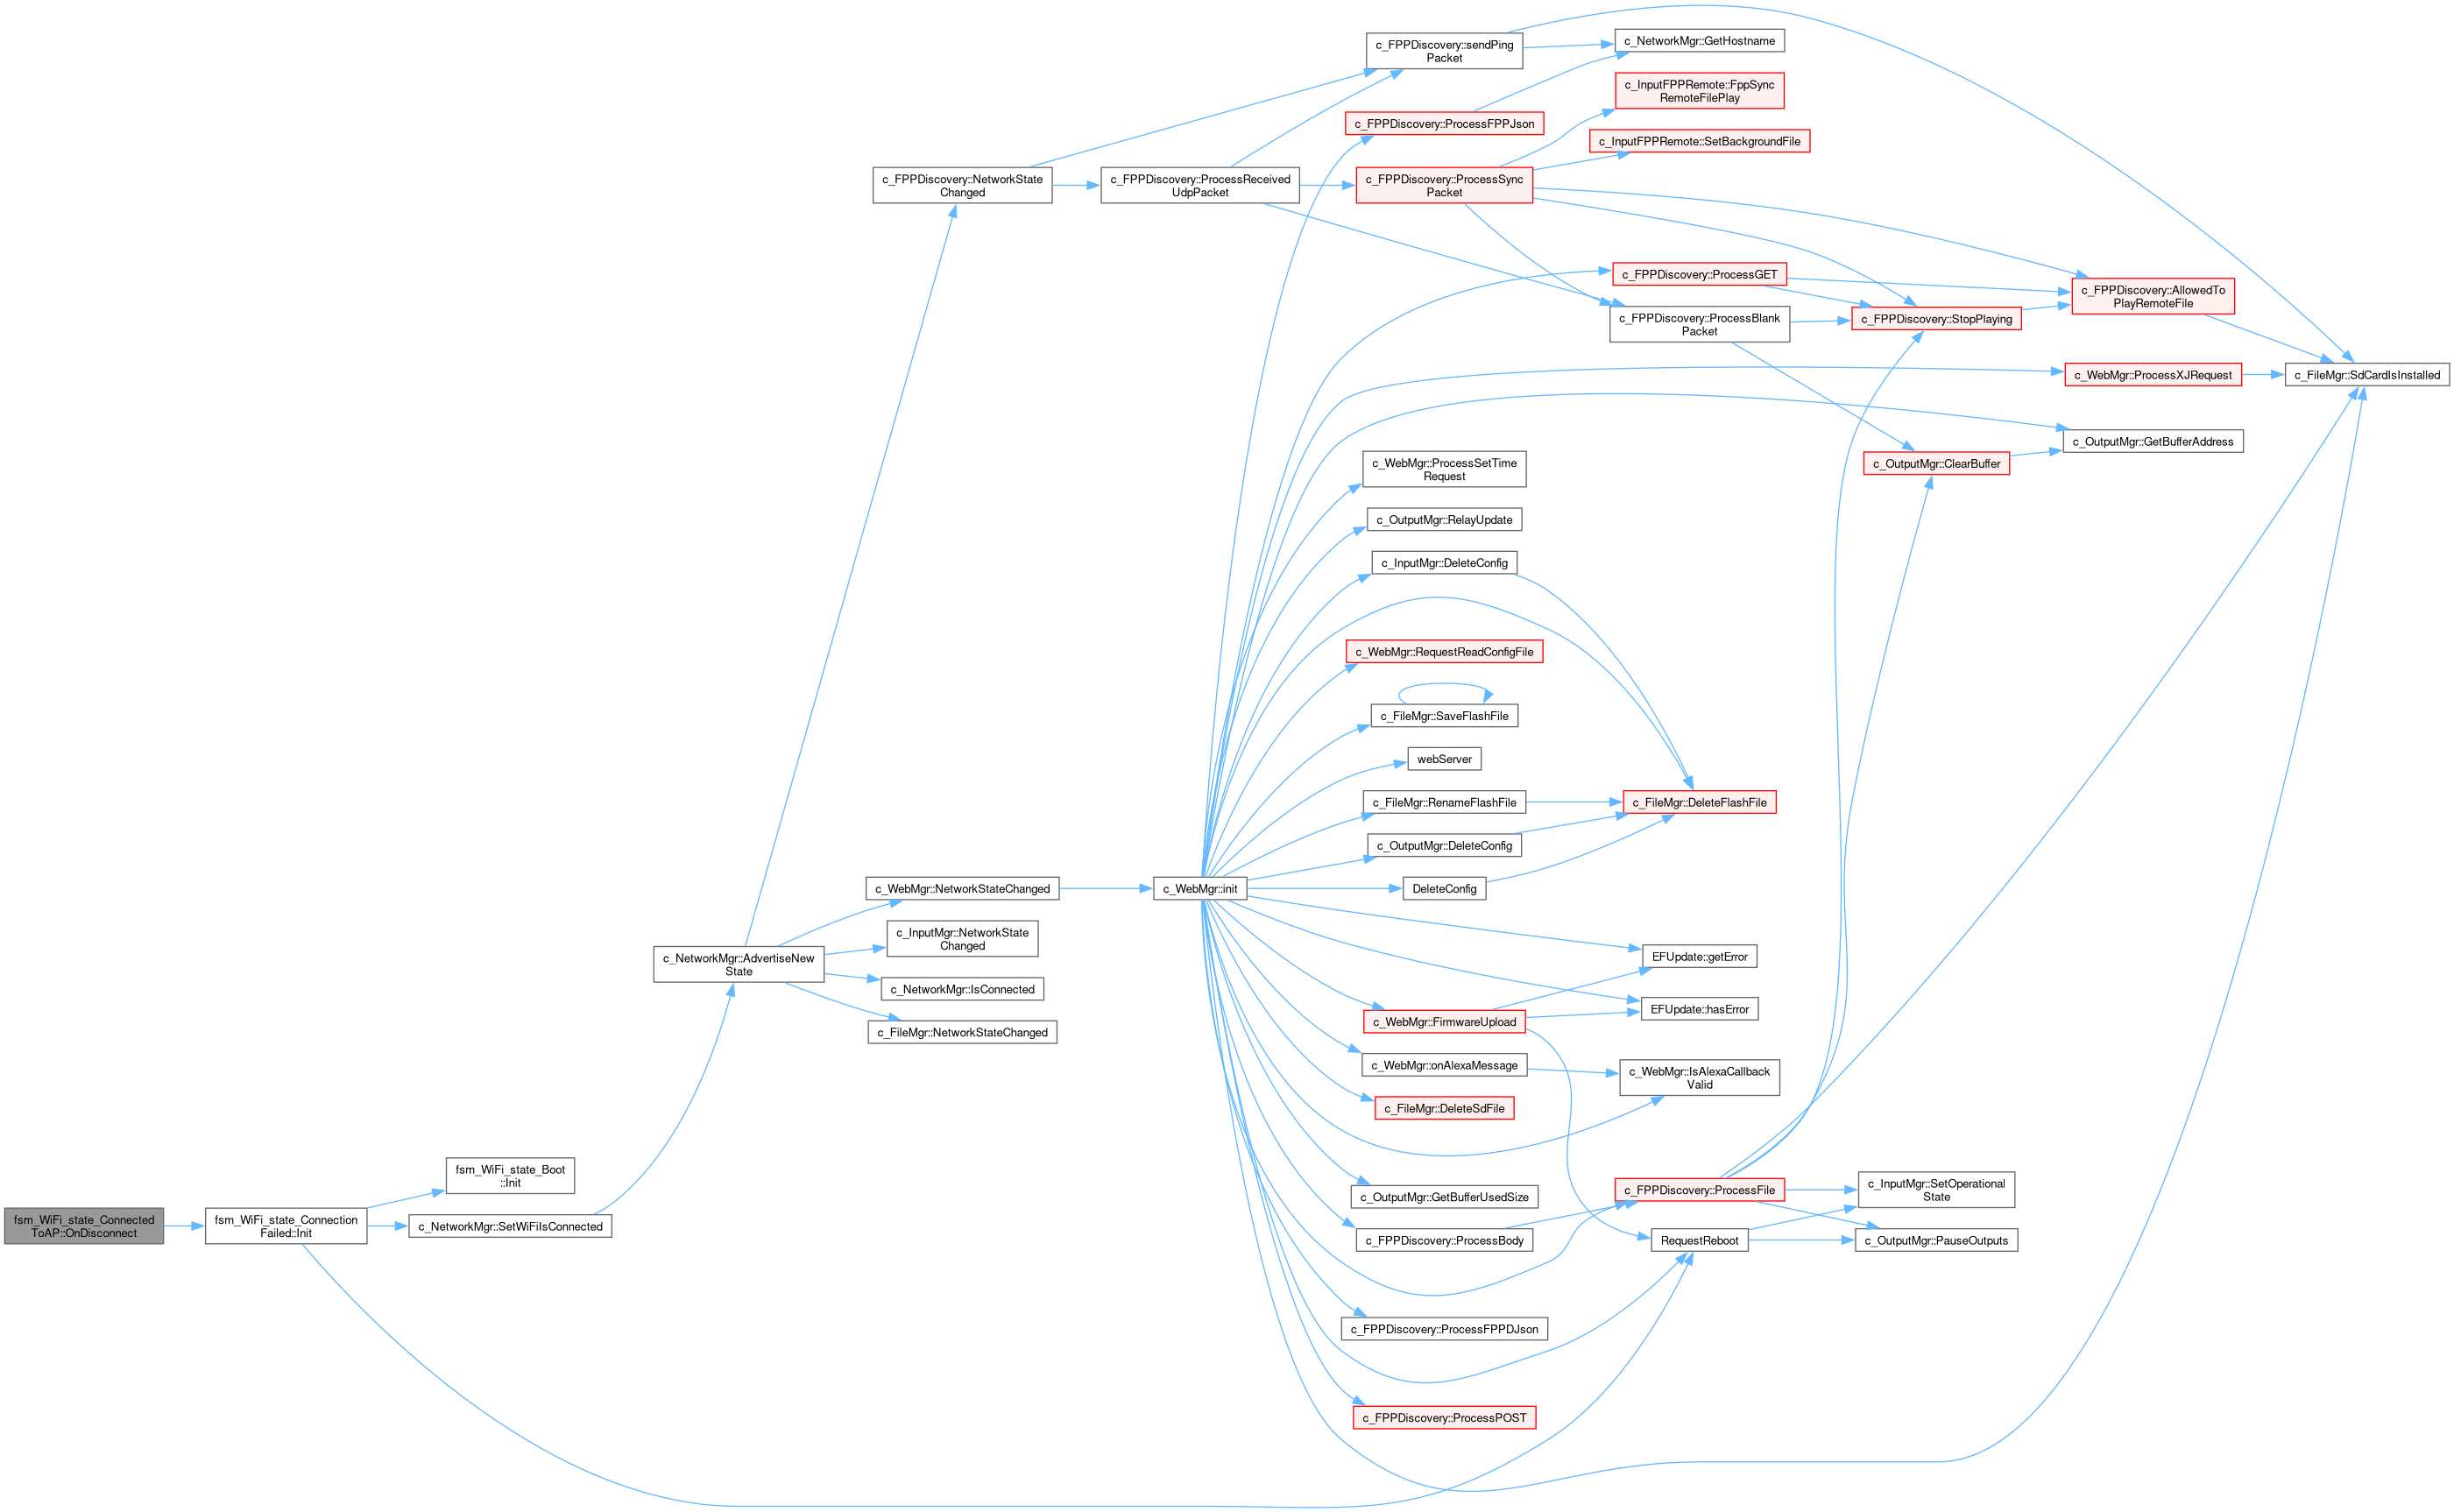 c_FPPDiscovery::sendPing
Packet
c_NetworkMgr::GetHostname
c_InputFPPRemote::FppSync
RemoteFilePlay
c_FPPDiscovery::ProcessFPPJson
c_InputFPPRemote::SetBackgroundFile
c_FPPDiscovery::NetworkState
Changed
c_FPPDiscovery::ProcessReceived
UdpPacket
c_FPPDiscovery::ProcessSync
Packet
c_FPPDiscovery::ProcessGET
c_FPPDiscovery::AllowedTo
PlayRemoteFile
c_FPPDiscovery::ProcessBlank
Packet
c_FPPDiscovery::StopPlaying
c_WebMgr::ProcessXJRequest
c_FileMgr::SdCardIsInstalled
c_OutputMgr::GetBufferAddress
c_WebMgr::ProcessSetTime
Request
c_OutputMgr::ClearBuffer
c_OutputMgr::RelayUpdate
c_InputMgr::DeleteConfig
c_WebMgr::RequestReadConfigFile
c_FileMgr::SaveFlashFile
webServer
c_FileMgr::RenameFlashFile
c_FileMgr::DeleteFlashFile
c_OutputMgr::DeleteConfig
c_WebMgr::NetworkStateChanged
c_WebMgr::init
DeleteConfig
c_InputMgr::NetworkState
Changed
c_NetworkMgr::AdvertiseNew
State
EFUpdate::getError
c_NetworkMgr::IsConnected
EFUpdate::hasError
c_WebMgr::FirmwareUpload
c_FileMgr::NetworkStateChanged
c_WebMgr::onAlexaMessage
c_WebMgr::IsAlexaCallback
Valid
c_FileMgr::DeleteSdFile
fsm_WiFi_state_Boot
::Init
c_OutputMgr::GetBufferUsedSize
c_FPPDiscovery::ProcessFile
c_InputMgr::SetOperational
State
fsm_WiFi_state_Connected
ToAP::OnDisconnect
fsm_WiFi_state_Connection
Failed::Init
c_NetworkMgr::SetWiFiIsConnected
c_FPPDiscovery::ProcessBody
RequestReboot
c_OutputMgr::PauseOutputs
c_FPPDiscovery::ProcessFPPDJson
c_FPPDiscovery::ProcessPOST